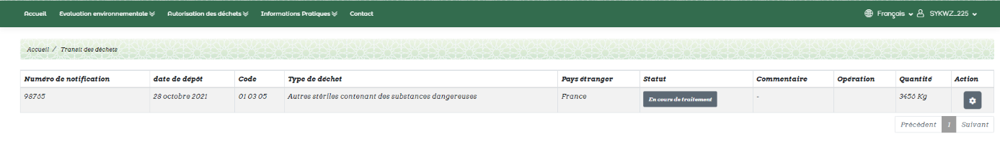 Accueil Evaluation environnementale Autorisation des déchets Informations Pratiques Contact Français SYKWZ_225
Accueil / Transit des déchets
Numéro de notification date de dépôt Code Type de déchet Pays étranger Statut Commentaire Opération Quantité Action
98765 28 octobre 2021 01 03 05 Autres stériles contenant des substances dangereuses France En cours de traitement - 3456 Kg
Précédent 1 Suivant